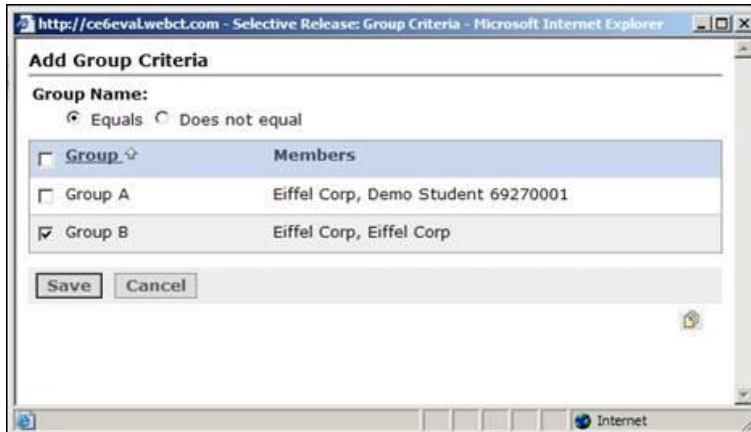 http://ce6eval.webct.com - Selective Release: Group Criteria - Microsoft Internet Explorer
Add Group Criteria
Group Name:
Equals Does not equal
Group Members
Group A Eiffel Corp, Demo Student 69270001
Group B Eiffel Corp, Eiffel Corp
Save Cancel
Internet